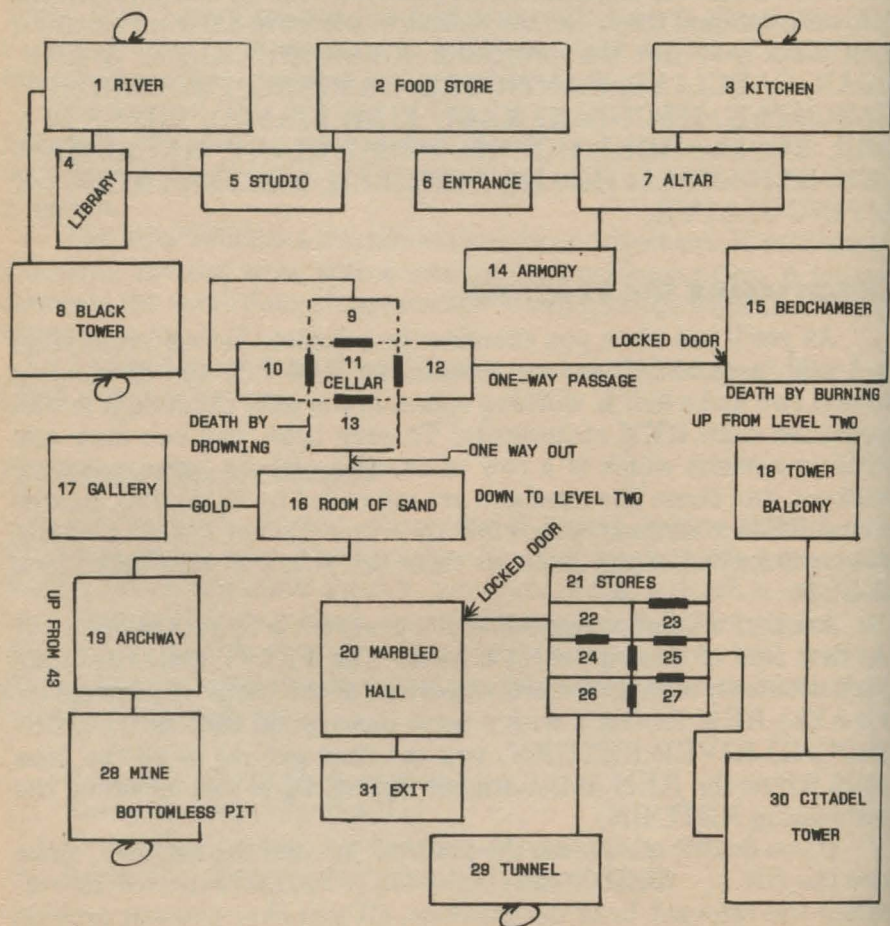 1 RIVER
2 FOOD STORE
3 KITCHEN
4
LIBRARY
5 STUDIO
6 ENTRANCE
7 ALTAR
14 ARMORY
8 BLACK
TOWER
9
10
11
CELLAR
12
13
LOCKED DOOR
15 BEDCHAMBER
ONE-WAY PASSAGE
DEATH BY BURNING
DEATH BY
DROWNING
UP FROM LEVEL TWO
ONE WAY OUT
17 GALLERY
GOLD
16 ROOM OF SAND
DOWN TO LEVEL TWO
18 TOWER
BALCONY
LOCKED DOOR
UP FROM 43
19 ARCHWAY
20 MARBLED
HALL
21 STORES
22
23
24
25
26
27
28 MINE
BOTTOMLESS PIT
31 EXIT
29 TUNNEL
30 CITADEL
TOWER